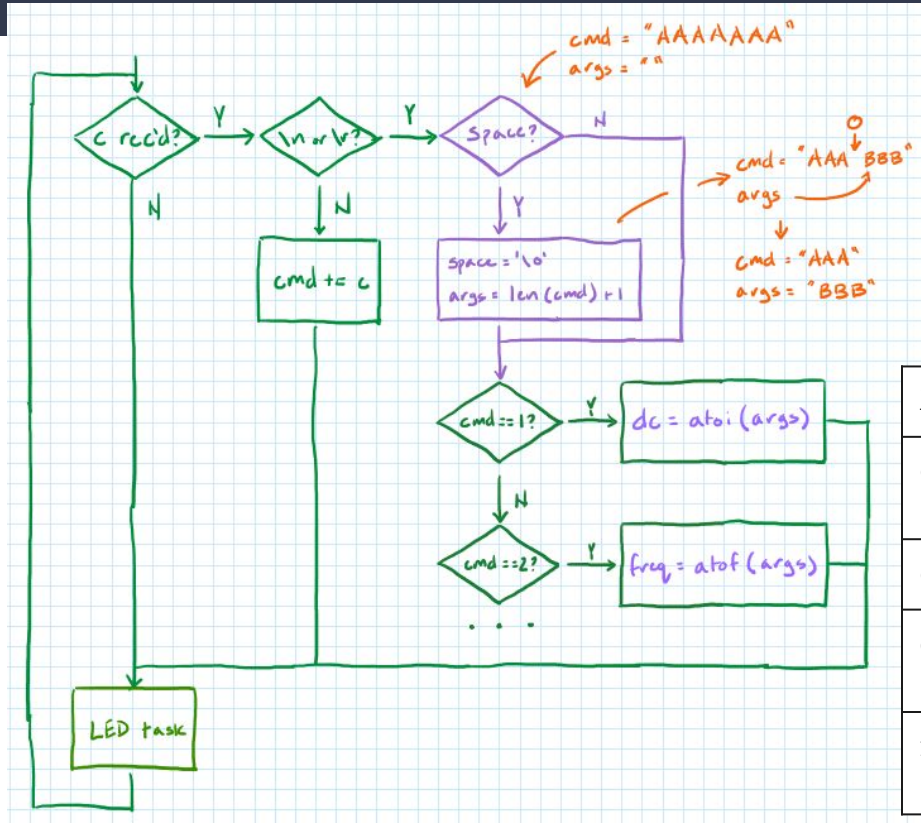 cmd = "AAAAAAA"
args = ""
c rec'd?
Y
\n or \r?
Y
Space?
N
N
N
Y
0
cmd = "AAA BBB"
args
cmd = "AAA"
args = "BBB"
cmd += c
space = '\0'
args = len(cmd)+1
cmd==1?
Y
dc = atoi(args)
N
cmd==2?
Y
freq = atof(args)
. . .
LED task